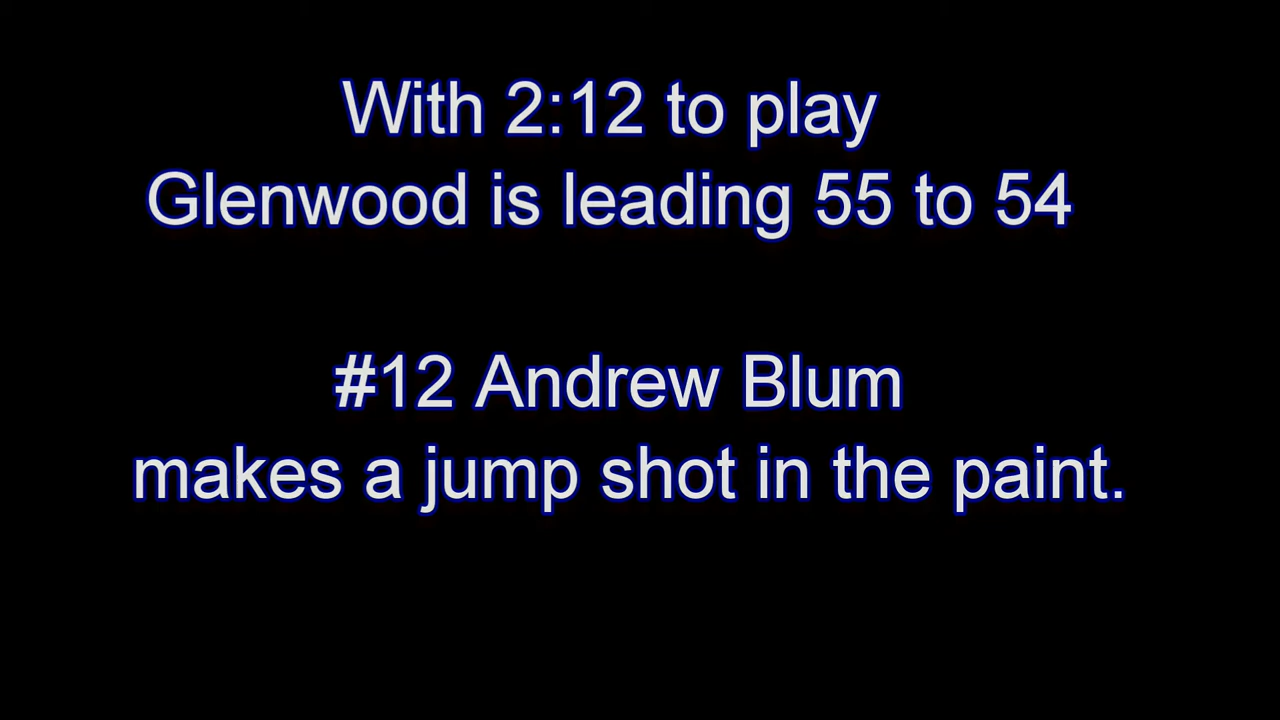 With 2:12 to play
Glenwood is leading 55 to 54
#12 Andrew Blum
makes a jump shot in the paint.